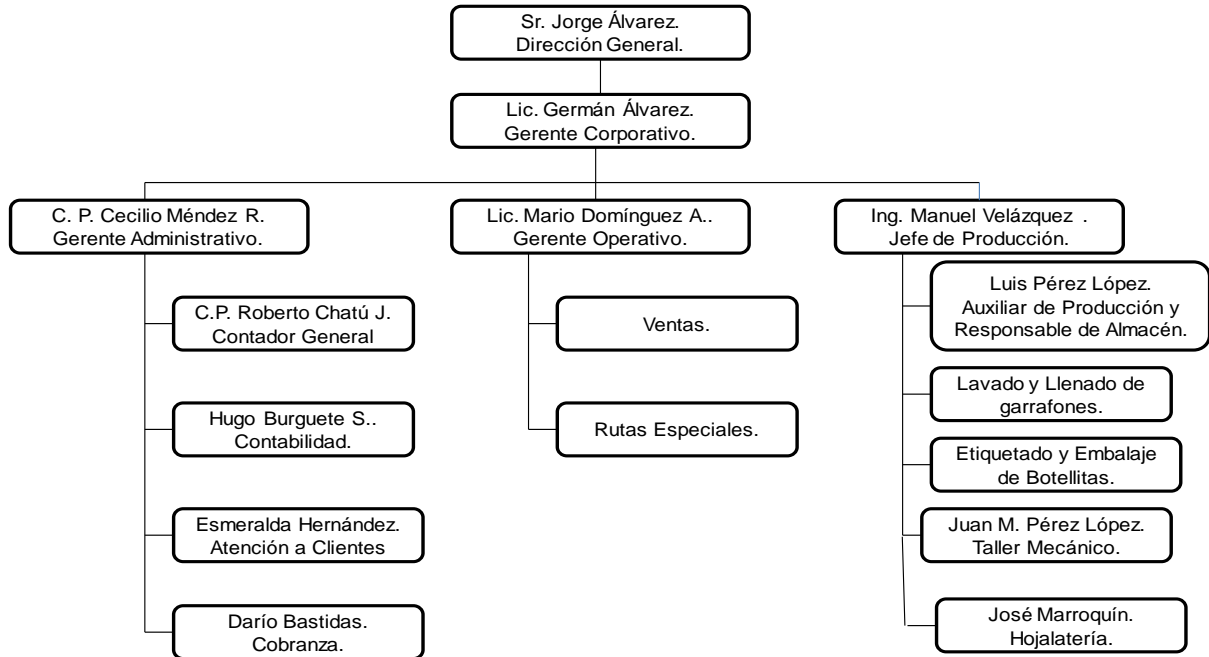 Sr. Jorge Álvarez.
Dirección General.
Lic. Germán Álvarez.
Gerente Corporativo.
C. P. Cecilio Méndez R.
Gerente Administrativo.
C.P. Roberto Chatú J.
Contador General
Hugo Burguete S..
Contabilidad.
Esmeralda Hernández.
Atención a Clientes
Darío Bastidas.
Cobranza.
Lic. Mario Domínguez A..
Gerente Operativo.
Ventas.
Rutas Especiales.
Ing. Manuel Velázquez .
Jefe de Producción.
Luis Pérez López.
Auxiliar de Producción y
Responsable de Almacén.
Lavado y Llenado de
garrafones.
Etiquetado y Embalaje
de Botellitas.
Juan M. Pérez López.
Taller Mecánico.
José Marroquín.
Hojalatería.